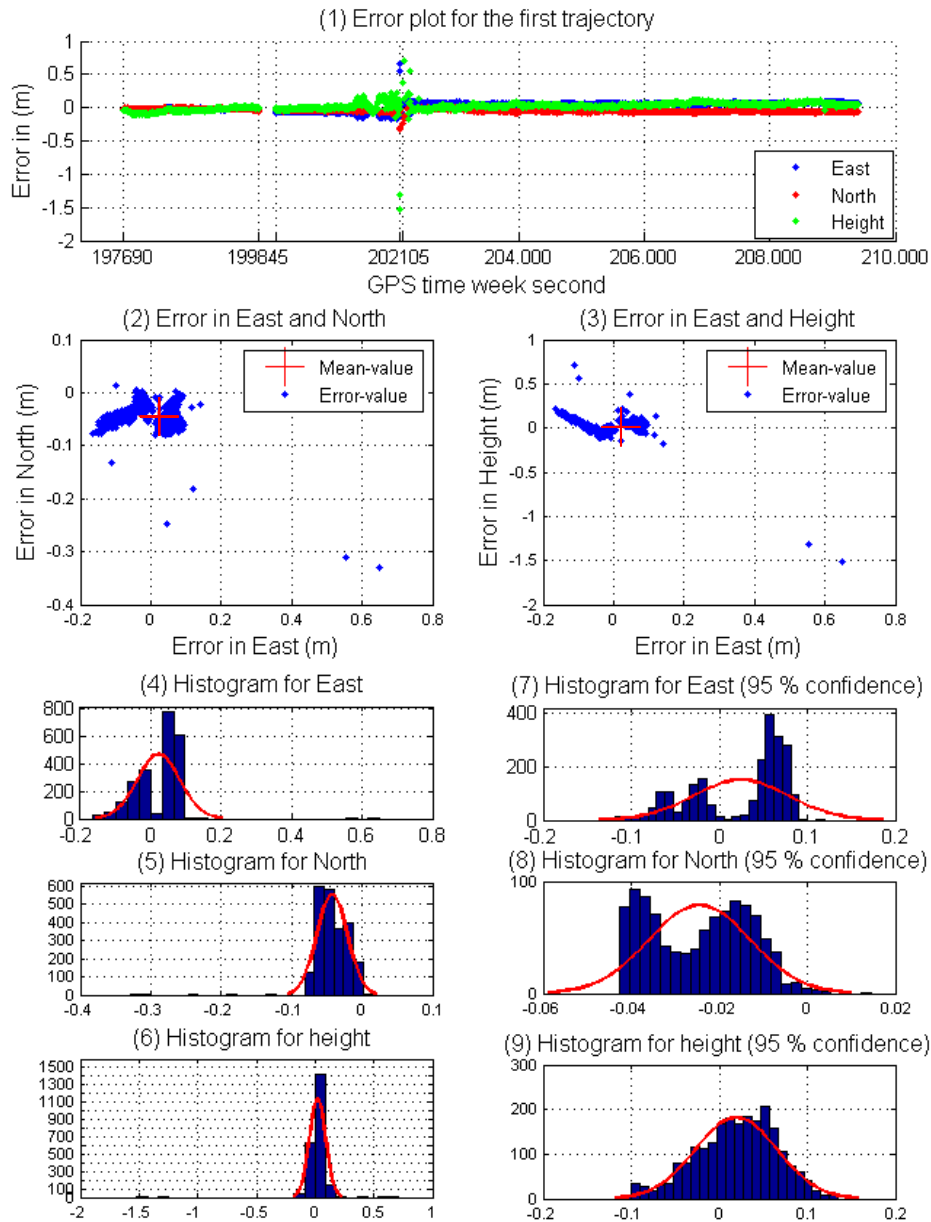 (1) Error plot for the first trajectory
1
0.5
0
-0.5
-1
-1.5
-2
Error in (m)
East
North
Height
197690 199845 202105 204.000 206.000 208.000 210.000
GPS time week second
(2) Error in East and North
0.1
0
-0.1
-0.2
-0.3
-0.4
Error in North (m)
Mean-value
Error-value
-0.2 0 0.2 0.4 0.6 0.8
Error in East (m)
(3) Error in East and Height
1
0.5
0
-0.5
-1
-1.5
-2
Error in Height (m)
Mean-value
Error-value
-0.2 0 0.2 0.4 0.6 0.8
Error in East (m)
(4) Histogram for East
800
600
400
200
0
-0.2 0 0.2 0.4 0.6 0.8
(7) Histogram for East (95 % confidence)
400
200
0
-0.2 -0.1 0 0.1 0.2
(5) Histogram for North
600
500
400
300
200
100
0
-0.4 -0.3 -0.2 -0.1 0 0.1
(8) Histogram for North (95 % confidence)
100
50
0
-0.06 -0.04 -0.02 0 0.02
(6) Histogram for height
1500
1200
900
600
300
0
-2 -1.5 -1 -0.5 0 0.5 1
(9) Histogram for height (95 % confidence)
300
200
100
0
-0.2 -0.1 0 0.1 0.2